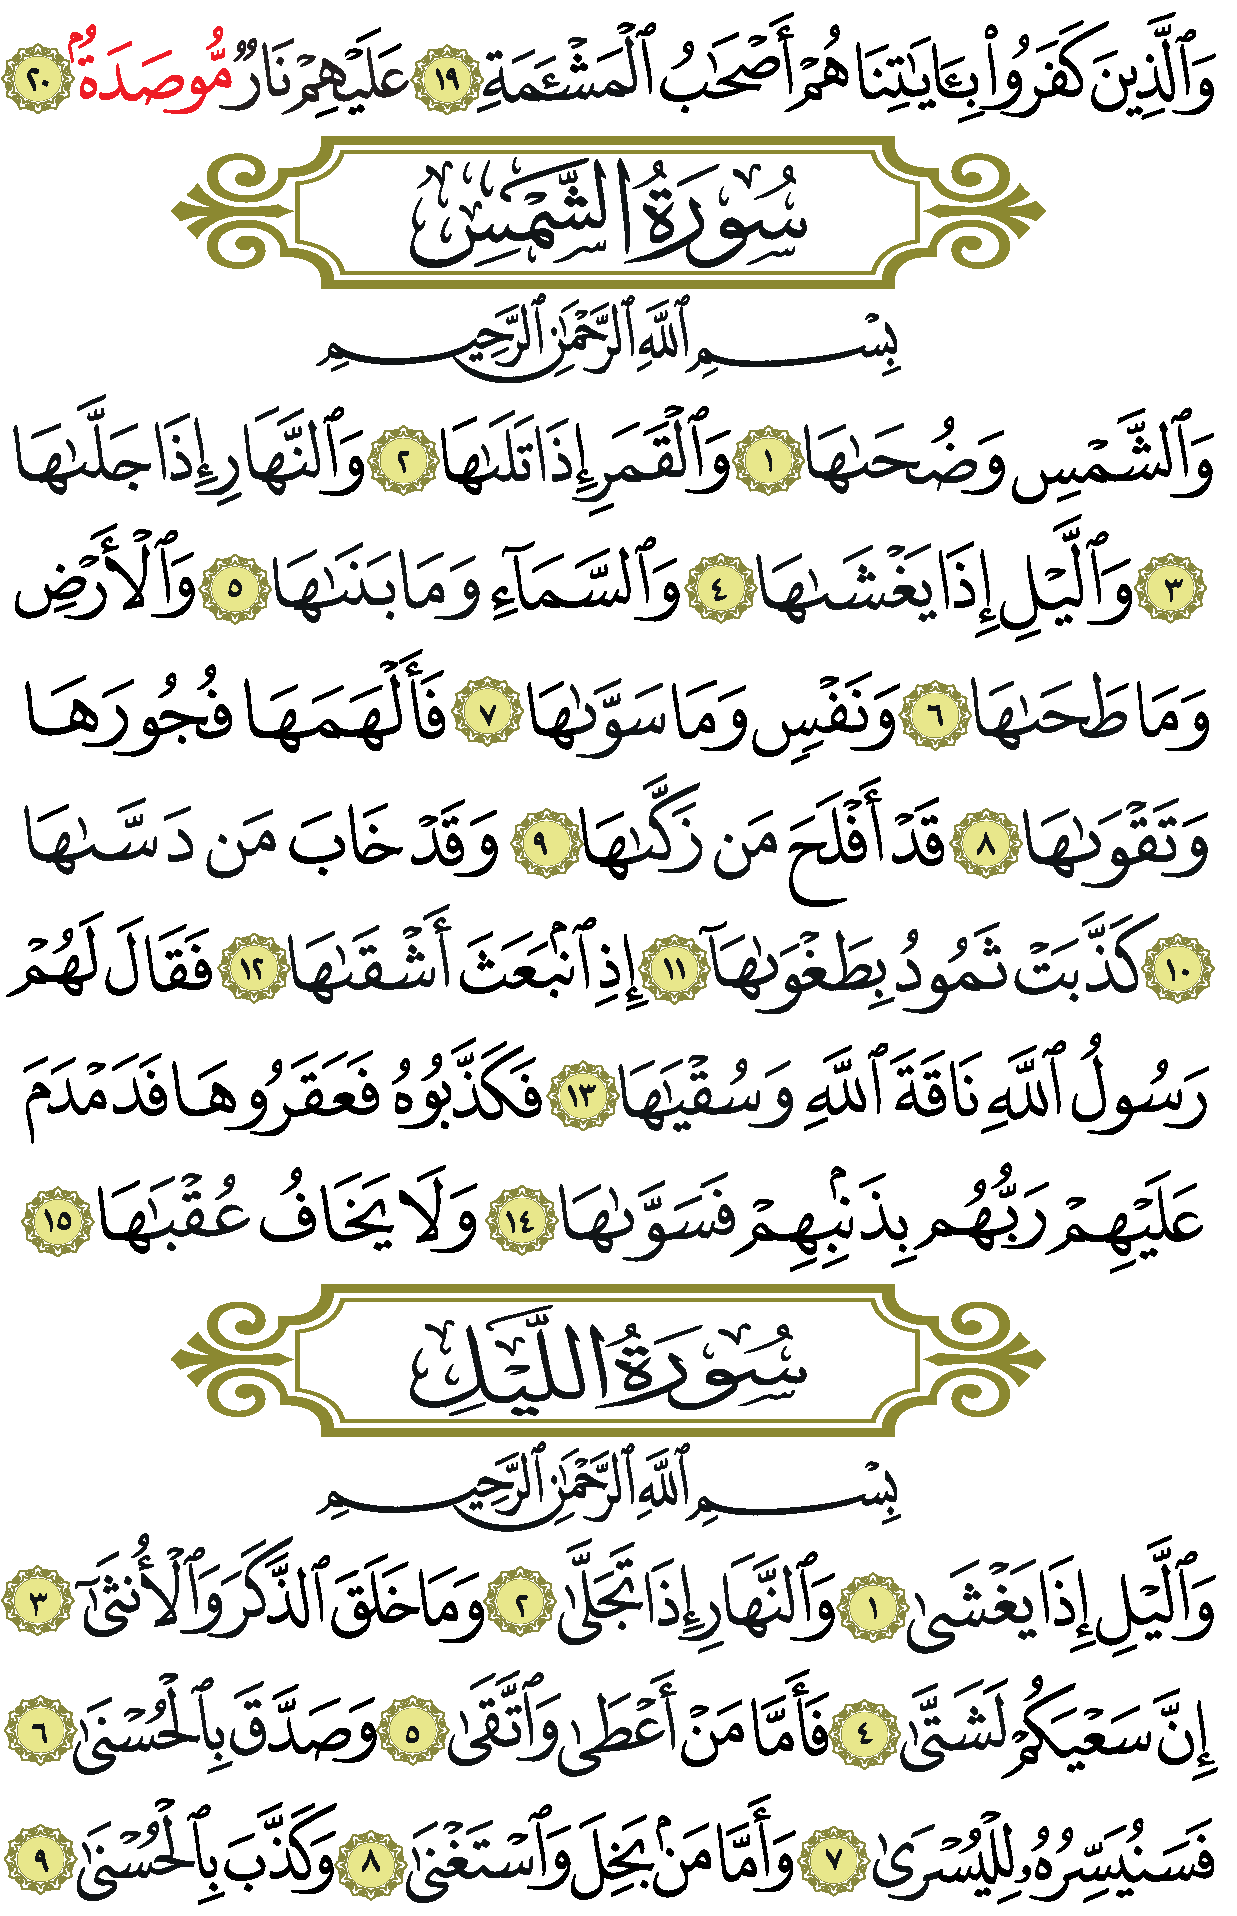 وَٱلَّذِينَ كَفَرُوا۟ بِـَٔايَـٰتِنَا هُمْ أَصْحَـٰبُ ٱلْمَشْـَٔمَةِ ١٩ عَلَيْهِمْ نَارٌ مُّوصَدَةٌۢ ٢٠
سُورَةُ الشَّمْسِ
بِسْمِ ٱللَّهِ ٱلرَّحْمَـٰنِ ٱلرَّحِيمِ
وَٱلشَّمْسِ وَضُحَىٰهَا ١ وَٱلْقَمَرِ إِذَا تَلَىٰهَا ٢ وَٱلنَّهَارِ إِذَا جَلَّىٰهَا
٣ وَٱلَّيْلِ إِذَا يَغْشَىٰهَا ٤ وَٱلسَّمَآءِ وَمَا بَنَىٰهَا ٥ وَٱلْأَرْضِ
وَمَا طَحَىٰهَا ٦ وَنَفْسٍ وَمَا سَوَّىٰهَا ٧ فَأَلْهَمَهَا فُجُورَهَا
وَتَقْوَىٰهَا ٨ قَدْ أَفْلَحَ مَن زَكَّىٰهَا ٩ وَقَدْ خَابَ مَن دَسَّىٰهَا
١٠ كَذَّبَتْ ثَمُودُ بِطَغْوَىٰهَآ ١١ إِذِ ٱنۢبَعَثَ أَشْقَىٰهَا ١٢ فَقَالَ لَهُمْ
رَسُولُ ٱللَّهِ نَاقَةَ ٱللَّهِ وَسُقْيَـٰهَا ١٣ فَكَذَّبُوهُ فَعَقَرُوهَا فَدَمْدَمَ
عَلَيْهِمْ رَبُّهُم بِذَنۢبِهِمْ فَسَوَّىٰهَا ١٤ وَلَا يَخَافُ عُقْبَـٰهَا ١٥
سُورَةُ اللَّيْلِ
بِسْمِ ٱللَّهِ ٱلرَّحْمَـٰنِ ٱلرَّحِيمِ
وَٱلَّيْلِ إِذَا يَغْشَىٰ ١ وَٱلنَّهَارِ إِذَا تَجَلَّىٰ ٢ وَمَا خَلَقَ ٱلذَّكَرَ وَٱلْأُنثَىٰٓ ٣
إِنَّ سَعْيَكُمْ لَشَتَّىٰ ٤ فَأَمَّا مَنْ أَعْطَىٰ وَٱتَّقَىٰ ٥ وَصَدَّقَ بِٱلْحُسْنَىٰ ٦
فَسَنُيَسِّرُهُۥ لِلْيُسْرَىٰ ٧ وَأَمَّا مَنۢ بَخِلَ وَٱسْتَغْنَىٰ ٨ وَكَذَّبَ بِٱلْحُسْنَىٰ ٩